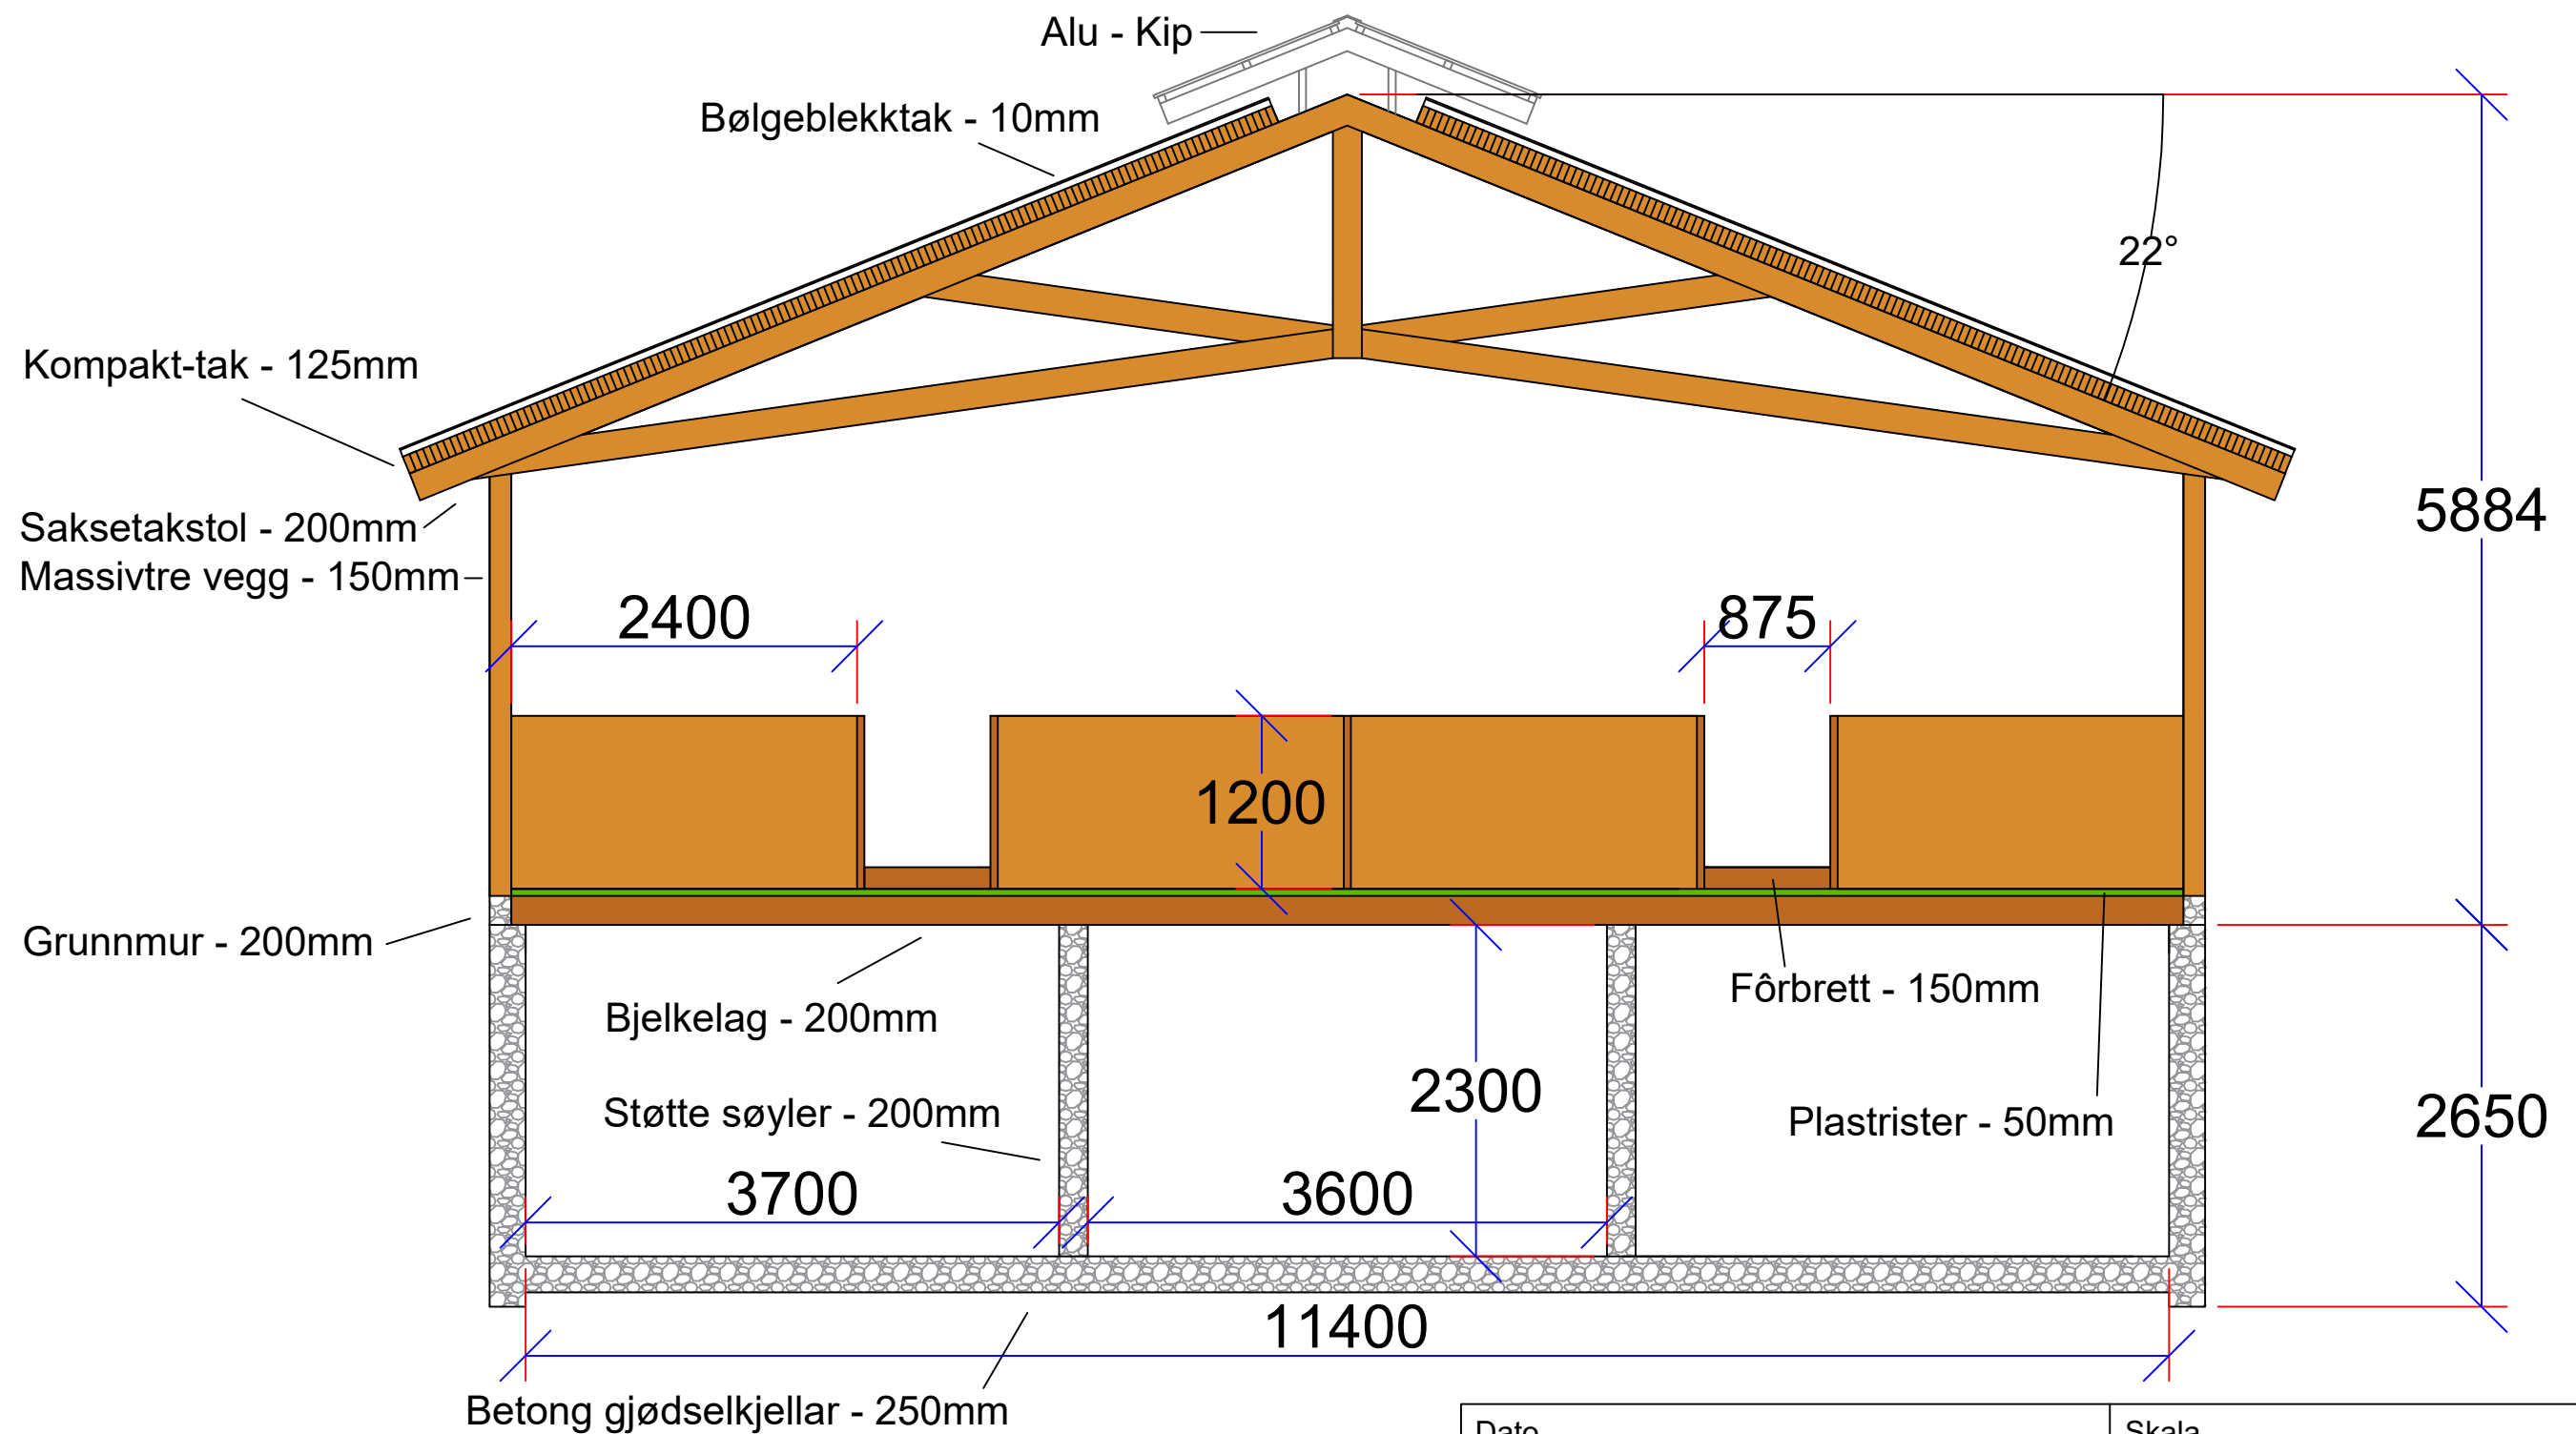 Alu - Kip
Bølgeblekktak - 10mm
22°
Kompakt-tak - 125mm
5884
Saksetakstol - 200mm
Massivtre vegg - 150mm
2400
875
1200
Grunnmur - 200mm
Fôrbrett - 150mm
Bjelkelag - 200mm
2300
Støtte søyler - 200mm
2650
Plastrister - 50mm
3700
3600
11400
Betong gjødselkjellar - 250mm
Dato
Skala